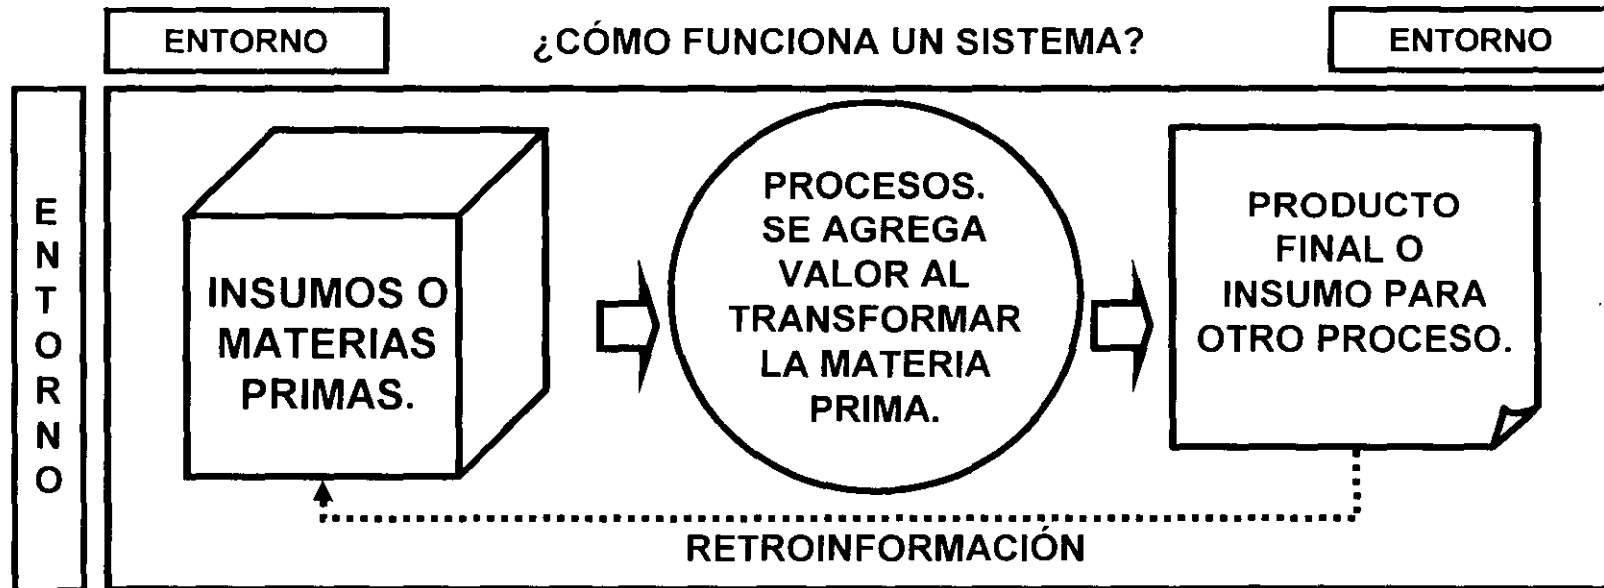 ENTORNO
¿CÓMO FUNCIONA UN SISTEMA?
ENTORNO
ENTORNO
INSUMOS O
MATERIAS
PRIMAS.
PROCESOS.
SE AGREGA
VALOR AL
TRANSFORMAR
LA MATERIA
PRIMA.
PRODUCTO
FINAL O
INSUMO PARA
OTRO PROCESO.
RETROINFORMACIÓN